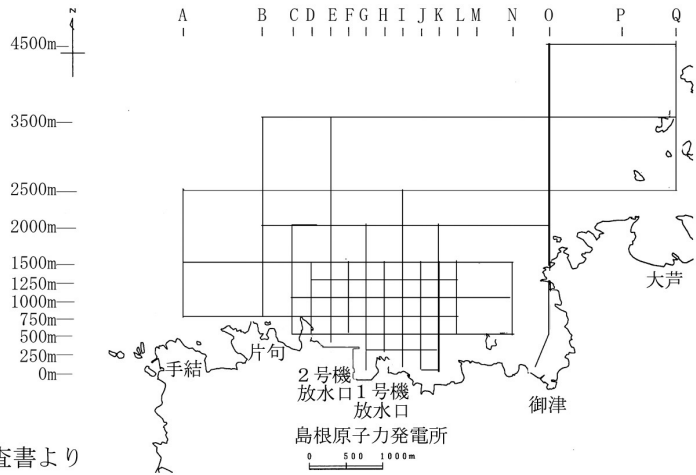 A B C D E F G H I J K L M N O P Q
N
4500m
3500m
2500m
2000m
1500m
1250m
1000m
750m
500m
250m
0m
大芦
手結
片句
2号機
放水口
1号機
放水口
御津
島根原子力発電所
0 500 1000m
査書より